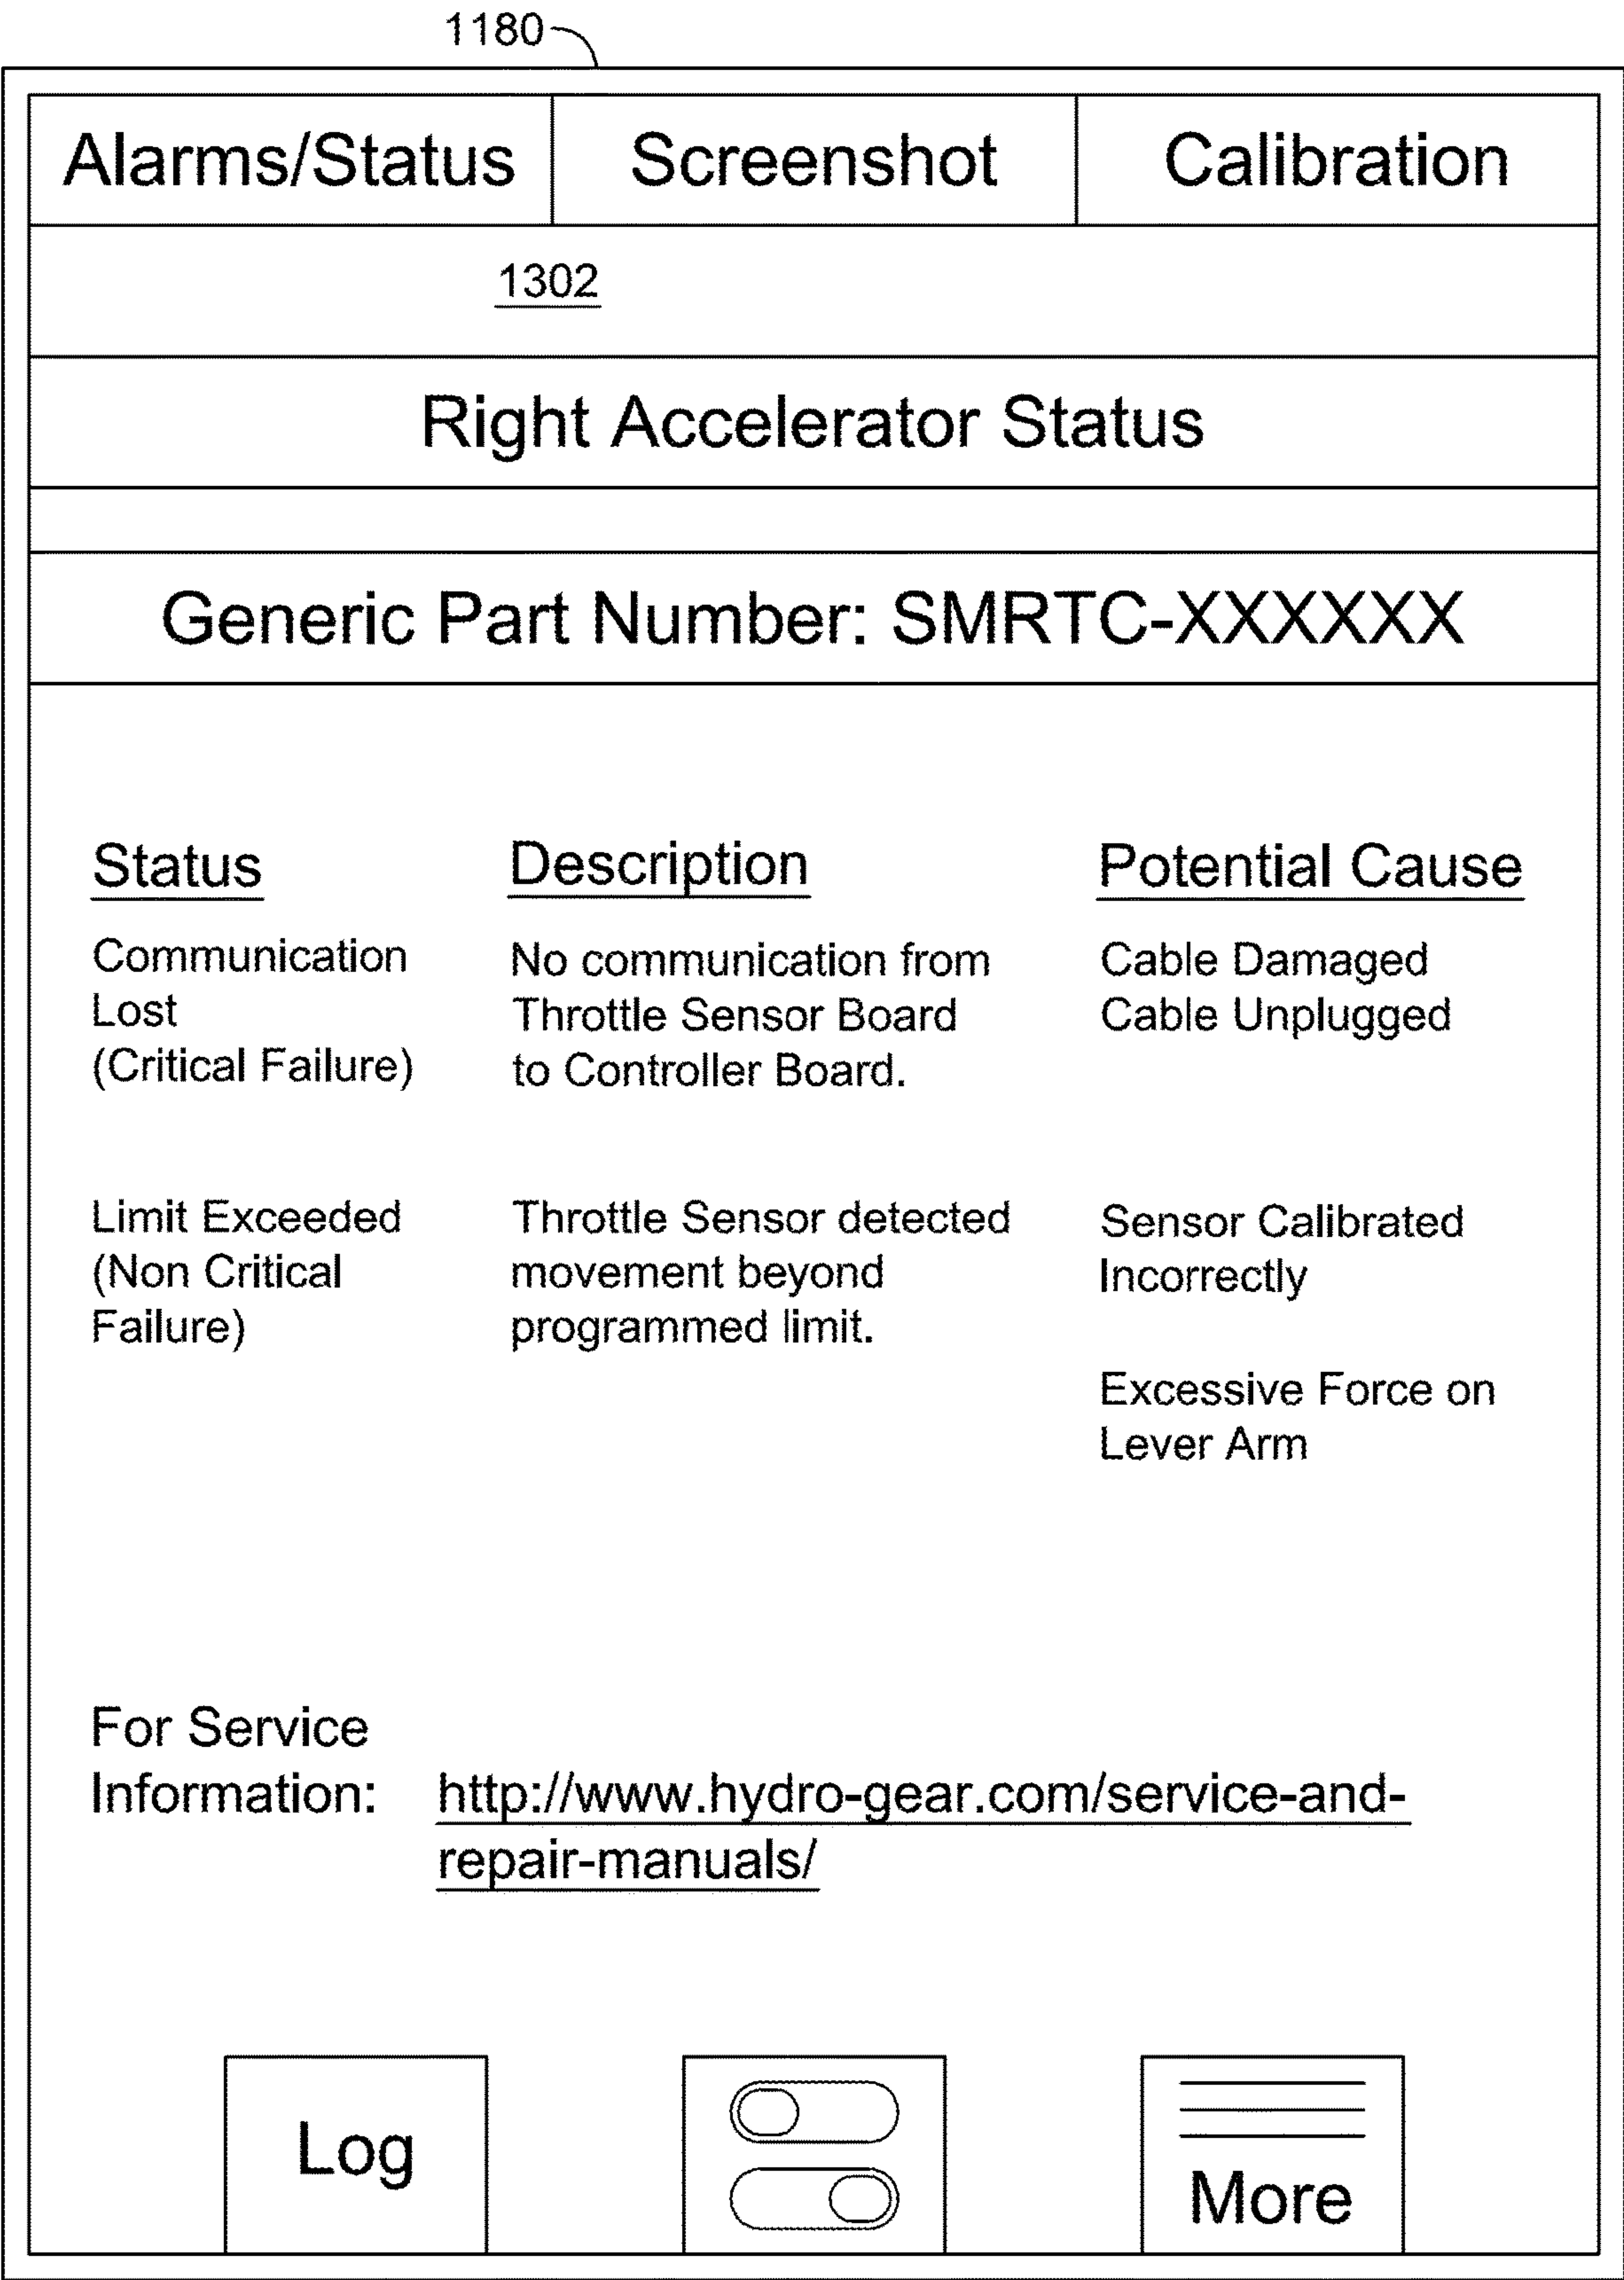 1180
Alarms/Status Screenshot Calibration
1302
Right Accelerator Status
Generic Part Number: SMRTC-XXXXXX
Status Description Potential Cause
Communication No communication from Cable Damaged
Lost Throttle Sensor Board Cable Unplugged
(Critical Failure) to Controller Board.
Limit Exceeded Throttle Sensor detected Sensor Calibrated
(Non Critical movement beyond Incorrectly
Failure) programmed limit.
Excessive Force on
Lever Arm
For Service
Information: http://www.hydro-gear.com/service-and-
repair-manuals/
Log
More